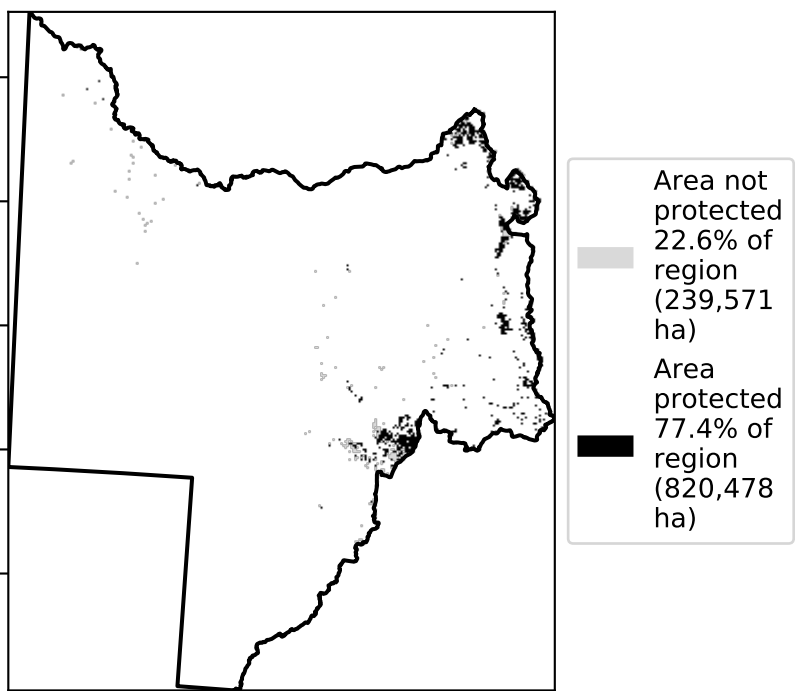 Area not
protected
22.6% of
region
(239,571
ha)
Area
protected
77.4% of
region
(820,478
ha)